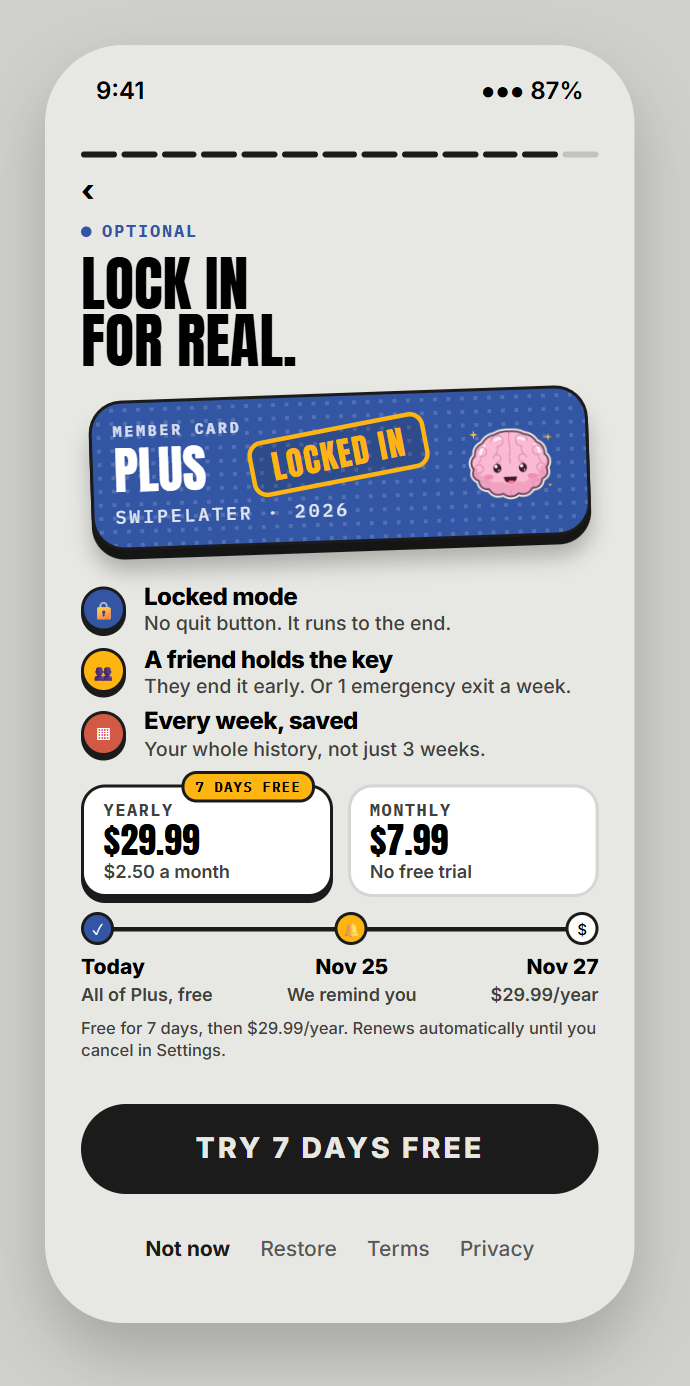 9:41
●●● 87%
‹
OPTIONAL
LOCK IN
FOR REAL.
MEMBER CARD
PLUS
LOCKED IN
SWIPELATER · 2026
Locked mode
No quit button. It runs to the end.
A friend holds the key
They end it early. Or 1 emergency exit a week.
Every week, saved
Your whole history, not just 3 weeks.
7 DAYS FREE
YEARLY
$29.99
$2.50 a month
MONTHLY
$7.99
No free trial
✓
$
Today
Nov 25
Nov 27
All of Plus, free
We remind you
$29.99/year
Free for 7 days, then $29.99/year. Renews automatically until you
cancel in Settings.
TRY 7 DAYS FREE
Not now
Restore
Terms
Privacy